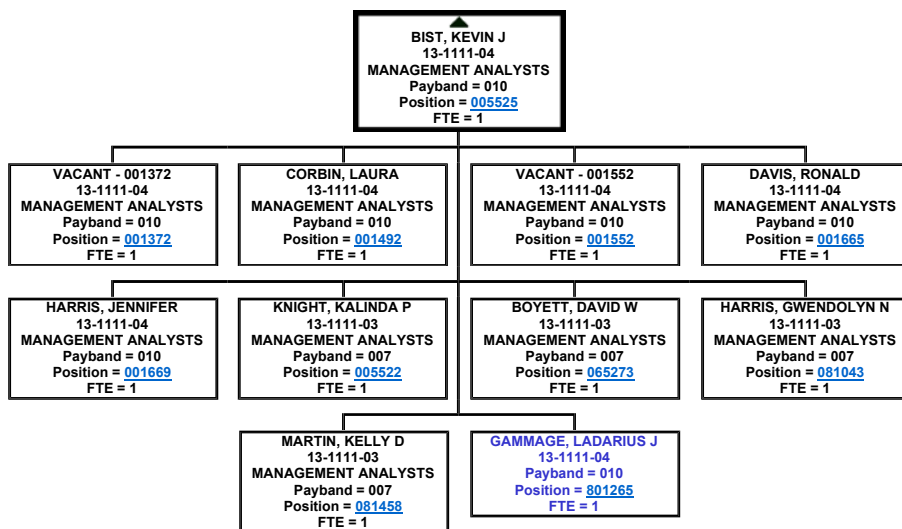 BIST, KEVIN J
13-1111-04
MANAGEMENT ANALYSTS
Payband = 010
Position = 005525
FTE = 1
VACANT - 001372
13-1111-04
MANAGEMENT ANALYSTS
Payband = 010
Position = 001372
FTE = 1
CORBIN, LAURA
13-1111-04
MANAGEMENT ANALYSTS
Payband = 010
Position = 001492
FTE = 1
VACANT - 001552
13-1111-04
MANAGEMENT ANALYSTS
Payband = 010
Position = 001552
FTE = 1
DAVIS, RONALD
13-1111-04
MANAGEMENT ANALYSTS
Payband = 010
Position = 001665
FTE = 1
HARRIS, JENNIFER
13-1111-04
MANAGEMENT ANALYSTS
Payband = 010
Position = 001669
FTE = 1
KNIGHT, KALINDA P
13-1111-03
MANAGEMENT ANALYSTS
Payband = 007
Position = 005522
FTE = 1
BOYETT, DAVID W
13-1111-03
MANAGEMENT ANALYSTS
Payband = 007
Position = 065273
FTE = 1
HARRIS, GWENDOLYN N
13-1111-03
MANAGEMENT ANALYSTS
Payband = 007
Position = 081043
FTE = 1
MARTIN, KELLY D
13-1111-03
MANAGEMENT ANALYSTS
Payband = 007
Position = 081458
FTE = 1
GAMMAGE, LADARIUS J
13-1111-04
Payband = 010
Position = 801265
FTE = 1